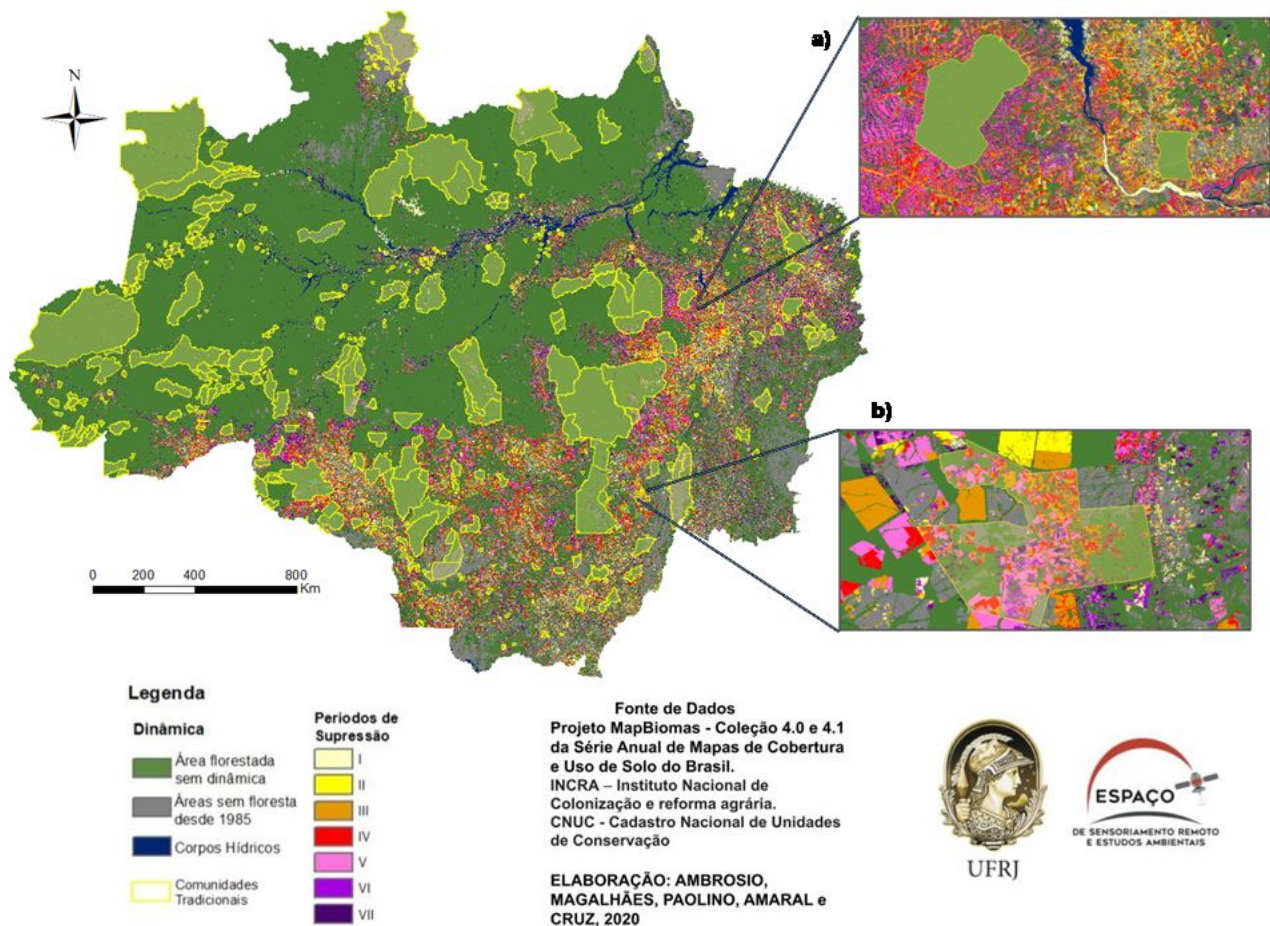 a)
N
b)
0 200 400 800
Km
Legenda
Dinâmica
Área florestada
sem dinâmica
Áreas sem floresta
desde 1985
Corpos Hídricos
Comunidades
Tradicionais
Períodos de
Supressão
I
II
III
IV
V
VI
VII
Fonte de Dados
Projeto MapBiomas - Coleção 4.0 e 4.1
da Série Anual de Mapas de Cobertura
e Uso de Solo do Brasil.
INCRA – Instituto Nacional de
Colonização e reforma agrária.
CNUC - Cadastro Nacional de Unidades
de Conservação
ELABORAÇÃO: AMBROSIO,
MAGALHÃES, PAOLINO, AMARAL e
CRUZ, 2020
UFRJ
ESPAÇO
DE SENSORIAMENTO REMOTO
E ESTUDOS AMBIENTAIS